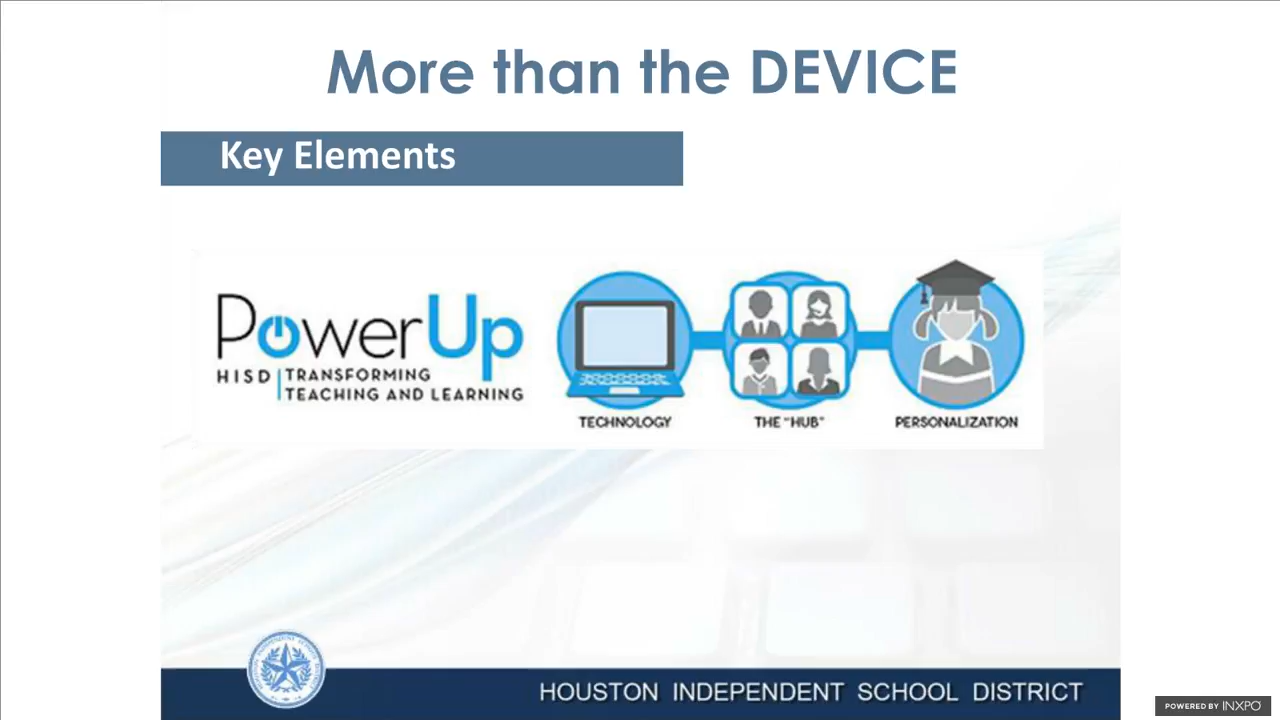 More than the DEVICE
Key Elements
PowerUp
HISD TRANSFORMING
TEACHING AND LEARNING
TECHNOLOGY
THE "HUB"
PERSONALIZATION
HOUSTON INDEPENDENT SCHOOL DISTRICT
POWERED BY INXPO